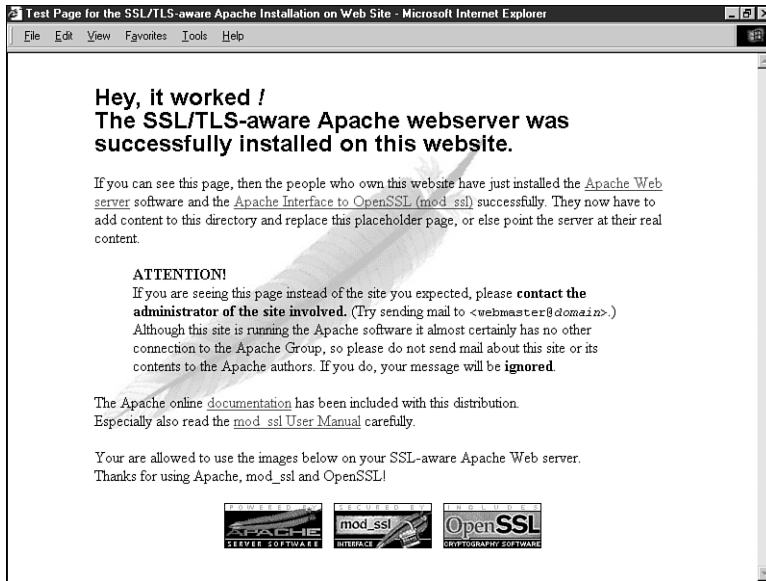 Test Page for the SSL/TLS-aware Apache Installation on Web Site - Microsoft Internet Explorer
File Edit View Favorites Tools Help
Hey, it worked !
The SSL/TLS-aware Apache webserver was
successfully installed on this website.
If you can see this page, then the people who own this website have just installed the Apache Web
server software and the Apache Interface to OpenSSL (mod_ssl) successfully. They now have to
add content to this directory and replace this placeholder page, or else point the server at their real
content.
ATTENTION!
If you are seeing this page instead of the site you expected, please contact the
administrator of the site involved. (Try sending mail to <webmaster@domain>.)
Although this site is running the Apache software it almost certainly has no other
connection to the Apache Group, so please do not send mail about this site or its
contents to the Apache authors. If you do, your message will be ignored.
The Apache online documentation has been included with this distribution.
Especially also read the mod_ssl User Manual carefully.
Your are allowed to use the images below on your SSL-aware Apache Web server.
Thanks for using Apache, mod_ssl and OpenSSL!
POWERED BY
APACHE
SERVER SOFTWARE
SECURED BY
mod_ssl
INTERFACE
INCLUDES
OpenSSL
CRYPTOGRAPHY SOFTWARE